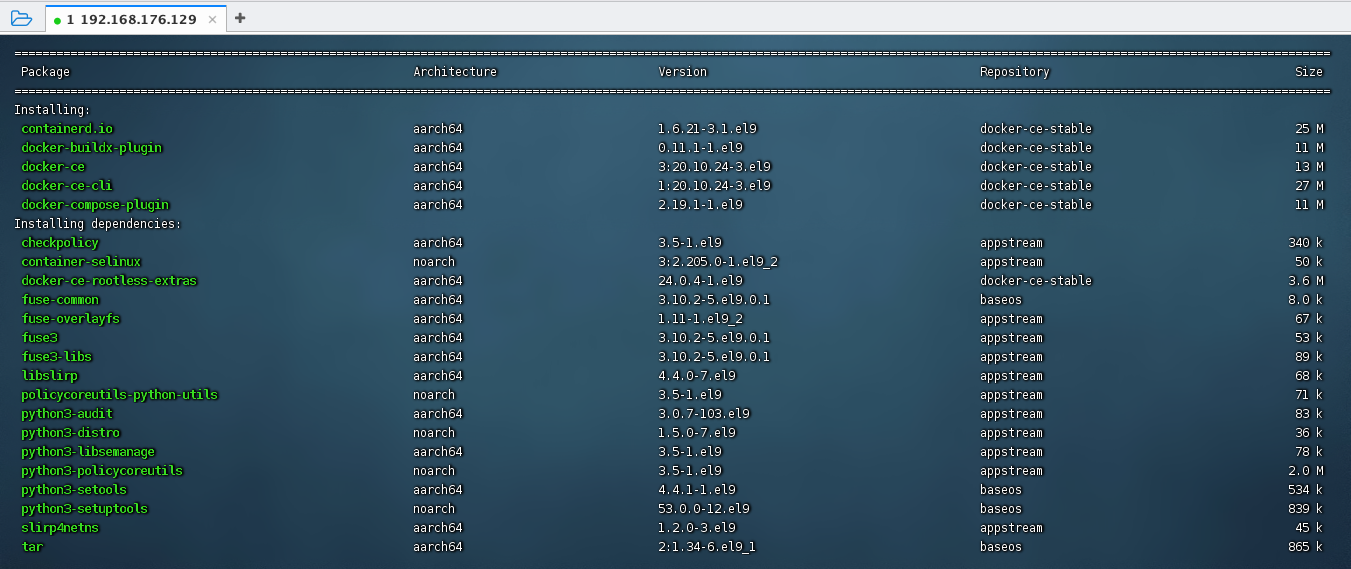 1 192.168.176.129 × +
================================================================================
Package Architecture Version Repository Size
================================================================================
Installing:
containerd.io aarch64 1.6.21-3.1.el9 docker-ce-stable 25 M
docker-buildx-plugin aarch64 0.11.1-1.el9 docker-ce-stable 11 M
docker-ce aarch64 3:20.10.24-3.el9 docker-ce-stable 13 M
docker-ce-cli aarch64 1:20.10.24-3.el9 docker-ce-stable 27 M
docker-compose-plugin aarch64 2.19.1-1.el9 docker-ce-stable 11 M
Installing dependencies:
checkpolicy aarch64 3.5-1.el9 appstream 340 k
container-selinux noarch 3:2.205.0-1.el9_2 appstream 50 k
docker-ce-rootless-extras aarch64 24.0.4-1.el9 docker-ce-stable 3.6 M
fuse-common aarch64 3.10.2-5.el9.0.1 baseos 8.0 k
fuse-overlayfs aarch64 1.11-1.el9_2 appstream 67 k
fuse3 aarch64 3.10.2-5.el9.0.1 appstream 53 k
fuse3-libs aarch64 3.10.2-5.el9.0.1 appstream 89 k
libslirp aarch64 4.4.0-7.el9 appstream 68 k
policycoreutils-python-utils noarch 3.5-1.el9 appstream 71 k
python3-audit aarch64 3.0.7-103.el9 appstream 83 k
python3-distro noarch 1.5.0-7.el9 appstream 36 k
python3-libsemanage aarch64 3.5-1.el9 appstream 78 k
python3-policycoreutils noarch 3.5-1.el9 appstream 2.0 M
python3-setools aarch64 4.4.1-1.el9 baseos 534 k
python3-setuptools noarch 53.0.0-12.el9 baseos 839 k
slirp4netns aarch64 1.2.0-3.el9 appstream 45 k
tar aarch64 2:1.34-6.el9_1 baseos 865 k